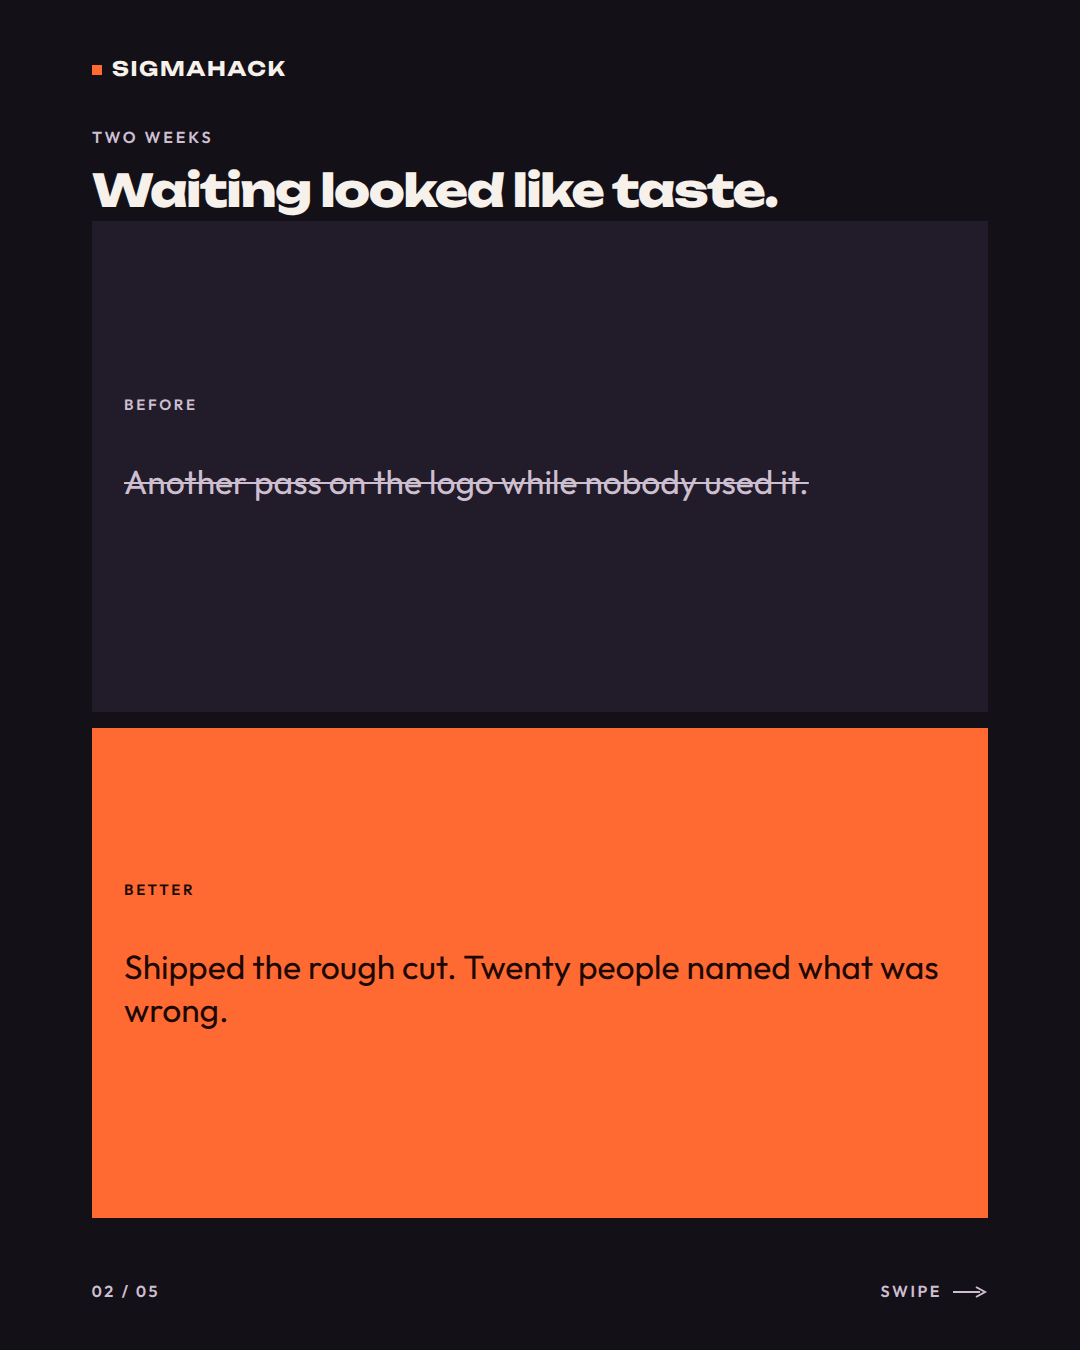 SIGMAHACK
TWO WEEKS
Waiting looked like taste.
BEFORE
Another pass on the logo while nobody used it.
BETTER
Shipped the rough cut. Twenty people named what was
wrong.
02 / 05
SWIPE